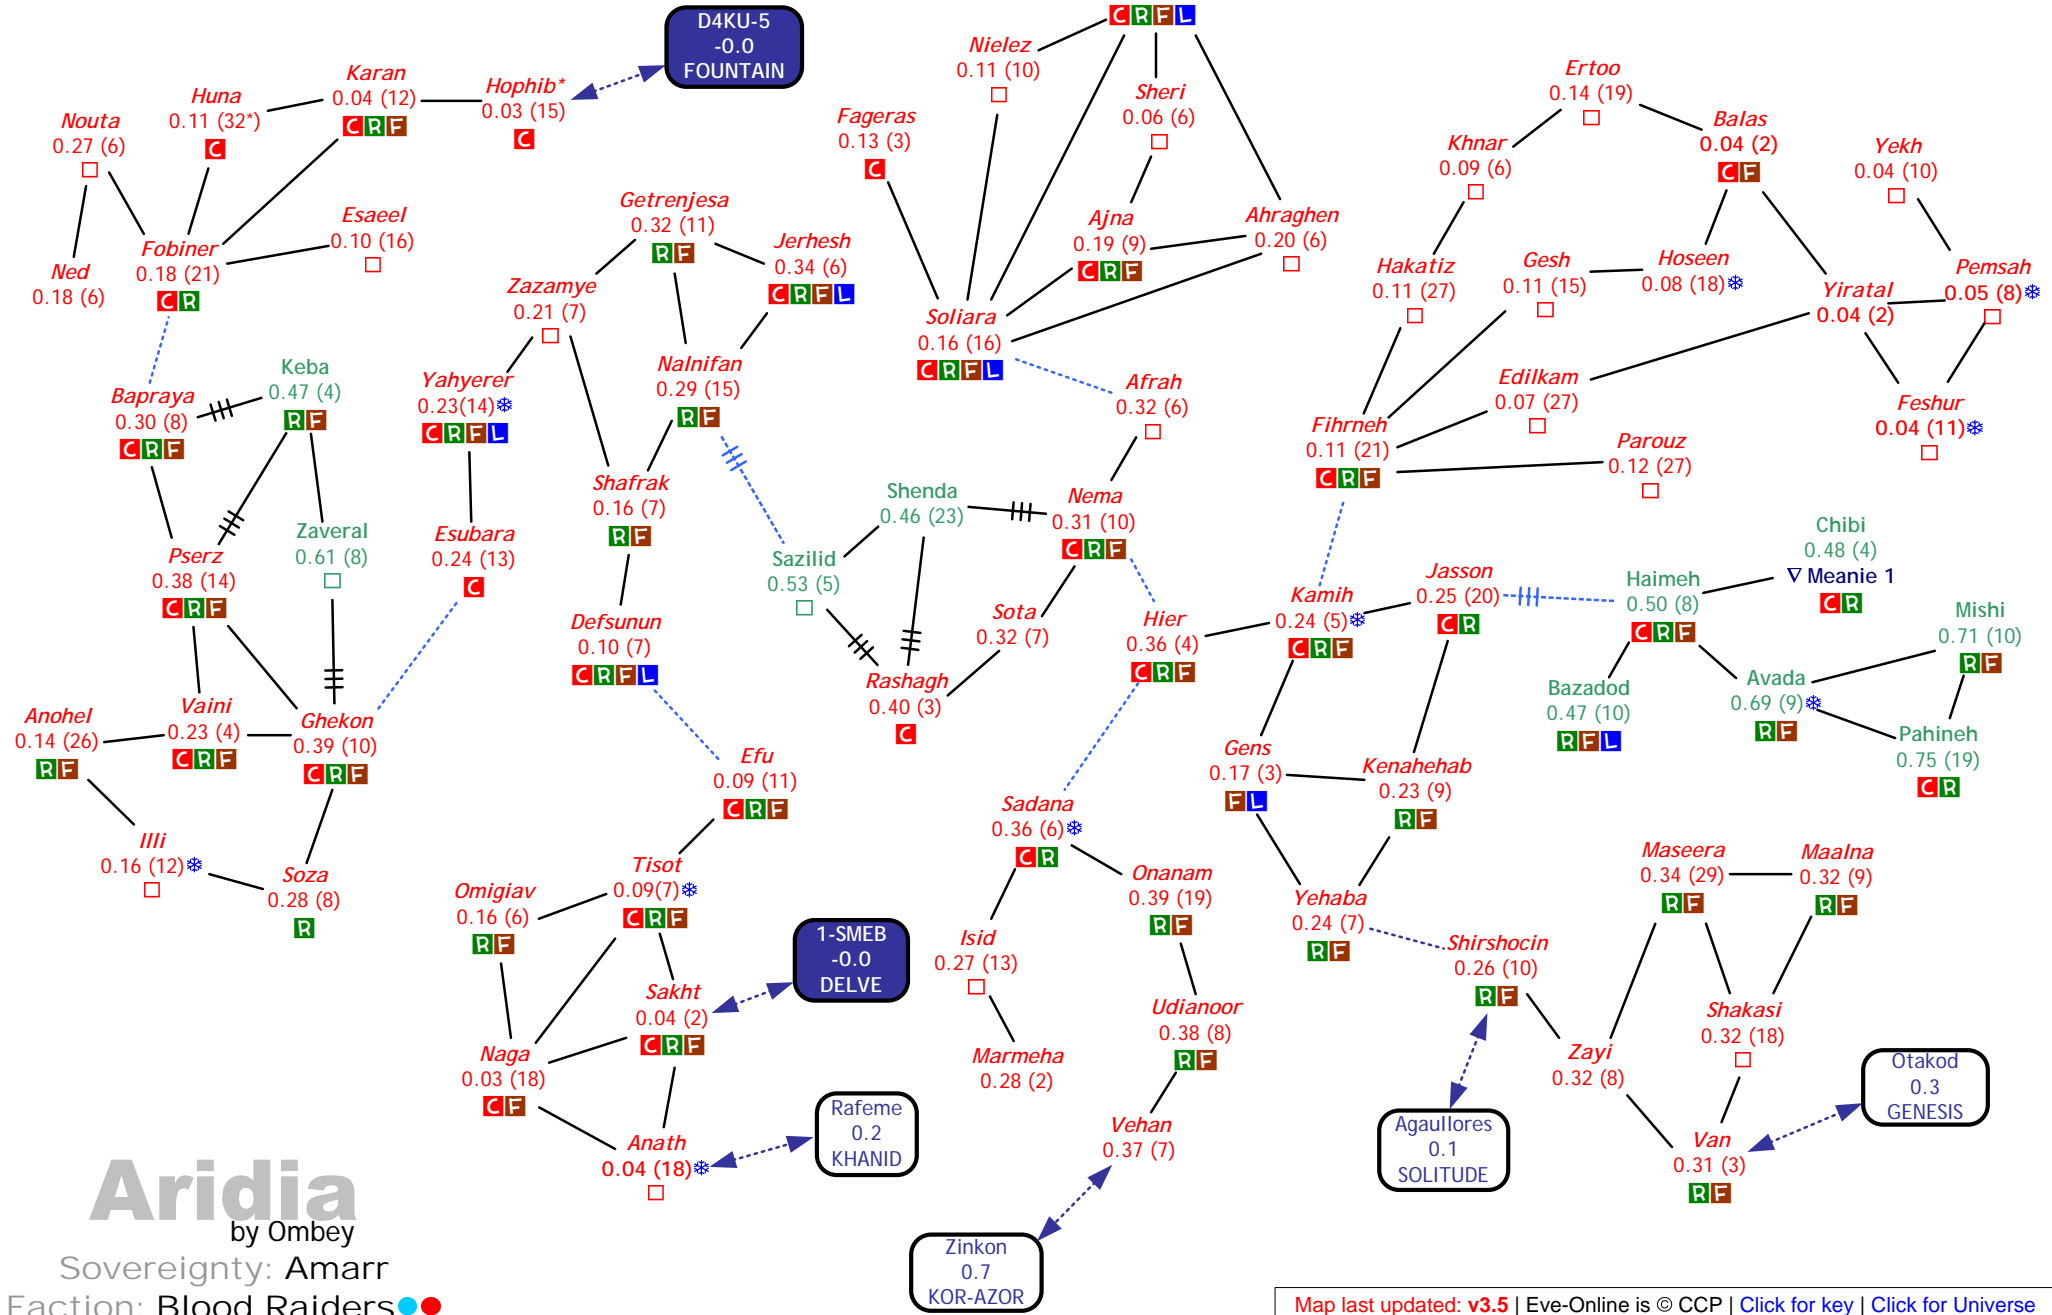 D4KU-5
-0.0
FOUNTAIN
C R F L
Nielez
0.11 (10)
Karan
0.04 (12)
C R F
Hophib*
0.03 (15)
C
Huna
0.11 (32*)
C
Nouta
0.27 (6)
Sheri
0.06 (6)
Fageras
0.13 (3)
C
Ertoo
0.14 (19)
Balas
0.04 (2)
C F
Khnar
0.09 (6)
Yekh
0.04 (10)
Getrenjesa
0.32 (11)
R F
Esaeel
0.10 (16)
Fobiner
0.18 (21)
C R
Ned
0.18 (6)
Jerhesh
0.34 (6)
C R F L
Ajna
0.19 (9)
C R F
Ahraghen
0.20 (6)
Hakatiz
0.11 (27)
Gesh
0.11 (15)
Hoseen
0.08 (18)
Pemsah
0.05 (8)
Yiratal
0.04 (2)
Zazamye
0.21 (7)
Soliara
0.16 (16)
C R F L
Keba
0.47 (4)
R F
Bapraya
0.30 (8)
C R F
Yahyerer
0.23(14)
C R F L
Nalnifan
0.29 (15)
R F
Afrah
0.32 (6)
Edilkam
0.07 (27)
Feshur
0.04 (11)
Fihrneh
0.11 (21)
C R F
Parouz
0.12 (27)
Shafrak
0.16 (7)
R F
Shenda
0.46 (23)
Nema
0.31 (10)
C R F
Zaveral
0.61 (8)
Pserz
0.38 (14)
C R F
Esubara
0.24 (13)
C
Sazilid
0.53 (5)
Chibi
0.48 (4)
Meanie 1
C R
Jasson
0.25 (20)
C R
Haimeh
0.50 (8)
C R F
Mishi
0.71 (10)
R F
Defsunun
0.10 (7)
C R F L
Sota
0.32 (7)
Hier
0.36 (4)
C R F
Kamih
0.24 (5)
C R F
Rashagh
0.40 (3)
C
Bazadod
0.47 (10)
R F L
Avada
0.69 (9)
R F
Pahineh
0.75 (19)
C R
Anohel
0.14 (26)
R F
Vaini
0.23 (4)
C R F
Ghekon
0.39 (10)
C R F
Efu
0.09 (11)
C R F
Gens
0.17 (3)
F L
Kenahehab
0.23 (9)
R F
Sadana
0.36 (6)
C R
Illi
0.16 (12)
Soza
0.28 (8)
R
Tisot
0.09(7)
C R F
Omigiav
0.16 (6)
R F
Onanam
0.39 (19)
R F
Yehaba
0.24 (7)
R F
Maseera
0.34 (29)
R F
Maalna
0.32 (9)
R F
1-SMEB
-0.0
DELVE
Isid
0.27 (13)
Shirshocin
0.26 (10)
R F
Sakht
0.04 (2)
C R F
Udianoor
0.38 (8)
R F
Shakasi
0.32 (18)
Naga
0.03 (18)
C F
Marmeha
0.28 (2)
Zayi
0.32 (8)
Otakod
0.3
GENESIS
Rafeme
0.2
KHANID
Agaullores
0.1
SOLITUDE
Vehan
0.37 (7)
Anath
0.04 (18)
Van
0.31 (3)
R F
Zinkon
0.7
KOR-AZOR
Aridia
by Ombey
Sovereignty: Amarr
Faction: Blood Raiders
Map last updated: v3.5 | Eve-Online is © CCP | Click for key | Click for Universe